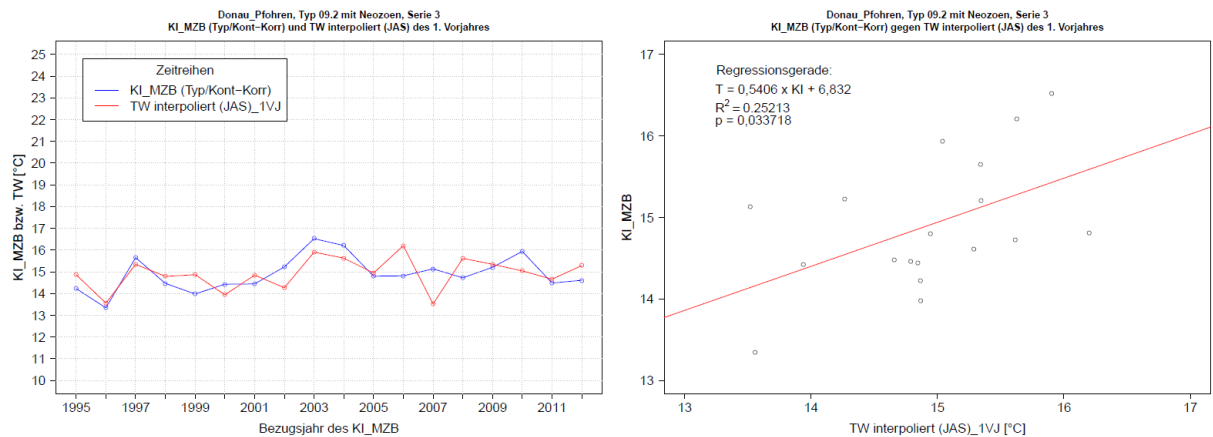 Donau_Pfohren, Typ 09.2 mit Neozoen, Serie 3
KI_MZB (Typ/Kont−Korr) und TW interpoliert (JAS) des 1. Vorjahres
25
24
23
22
21
20
19
18
17
16
15
14
13
12
11
10
KI_MZB bzw. TW [°C]
Zeitreihen
KI_MZB (Typ/Kont−Korr)
TW interpoliert (JAS)_1VJ
1995 1997 1999 2001 2003 2005 2007 2009 2011
Bezugsjahr des KI_MZB
Donau_Pfohren, Typ 09.2 mit Neozoen, Serie 3
KI_MZB (Typ/Kont−Korr) gegen TW interpoliert (JAS) des 1. Vorjahres
17
16
15
14
13
KI_MZB
Regressionsgerade:
T = 0,5406 x KI + 6,832
R² = 0.25213
p = 0,033718
13 14 15 16 17
TW interpoliert (JAS)_1VJ [°C]